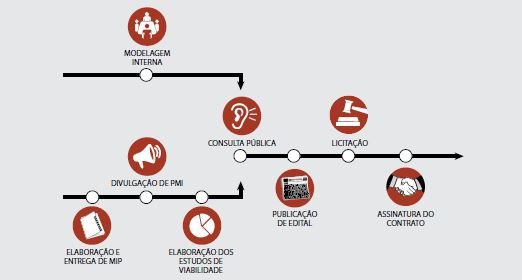 MODELAGEM
INTERNA
CONSULTA PÚBLICA
LICITAÇÃO
DIVULGAÇÃO DE PMI
PUBLICAÇÃO
DE EDITAL
ASSINATURA DO
CONTRATO
ELABORAÇÃO E
ENTREGA DE MIP
ELABORAÇÃO DOS
ESTUDOS DE
VIABILIDADE